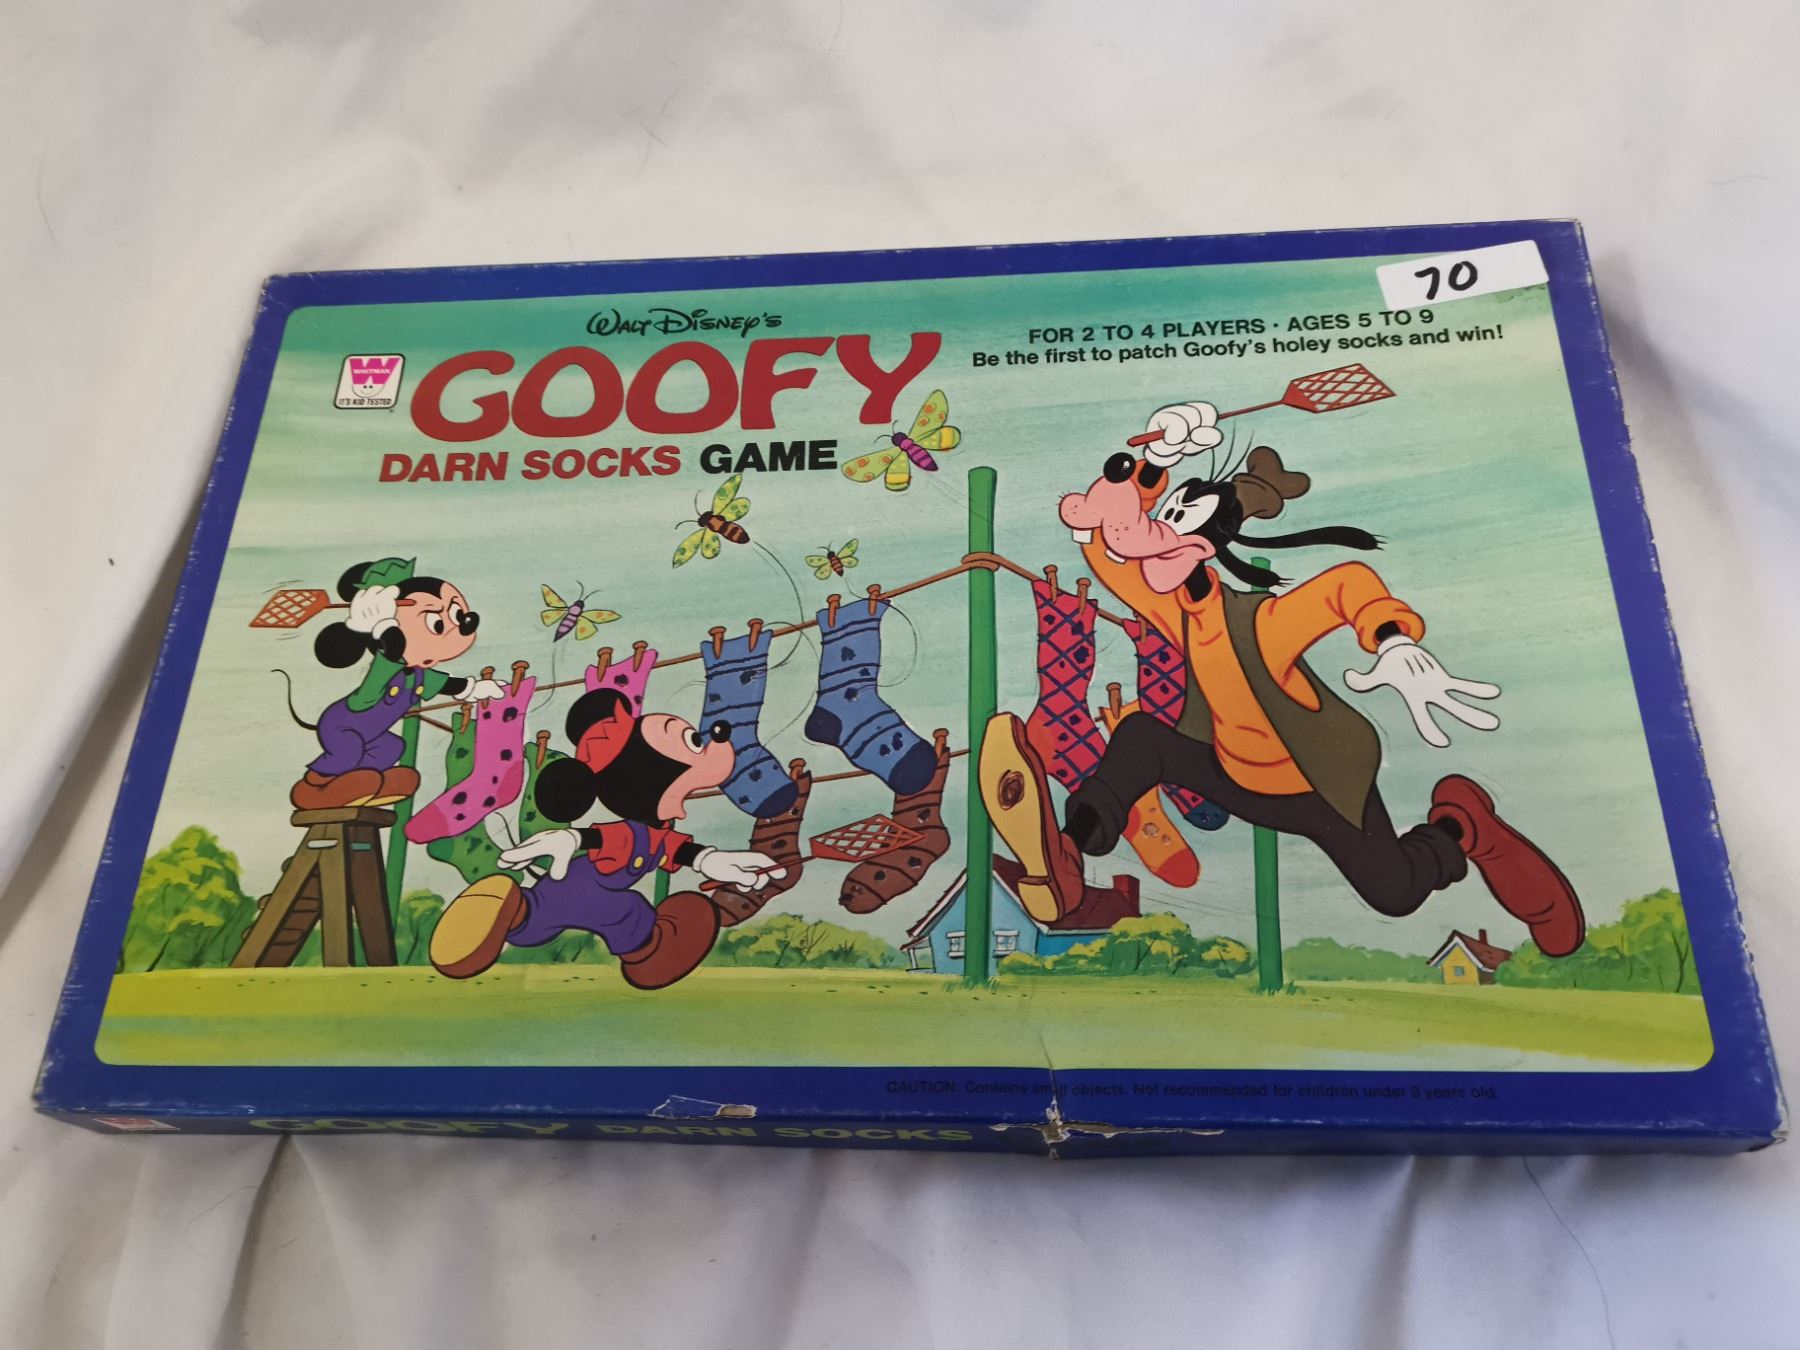 70
WALT DISNEY'S
GOOFY
DARN SOCKS GAME
W
WHITMAN
IT'S KID TESTED
FOR 2 TO 4 PLAYERS • AGES 5 TO 9
Be the first to patch Goofy's holey socks and win!
CAUTION: Contains small objects. Not recommended for children under 3 years old.
GOOFY DARN SOCKS